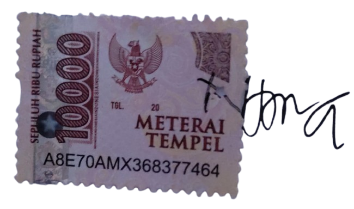 SEPULUH RIBU RUPIAH
10000
TGL. 20
METERAI
TEMPEL
A8E70AMX368377464